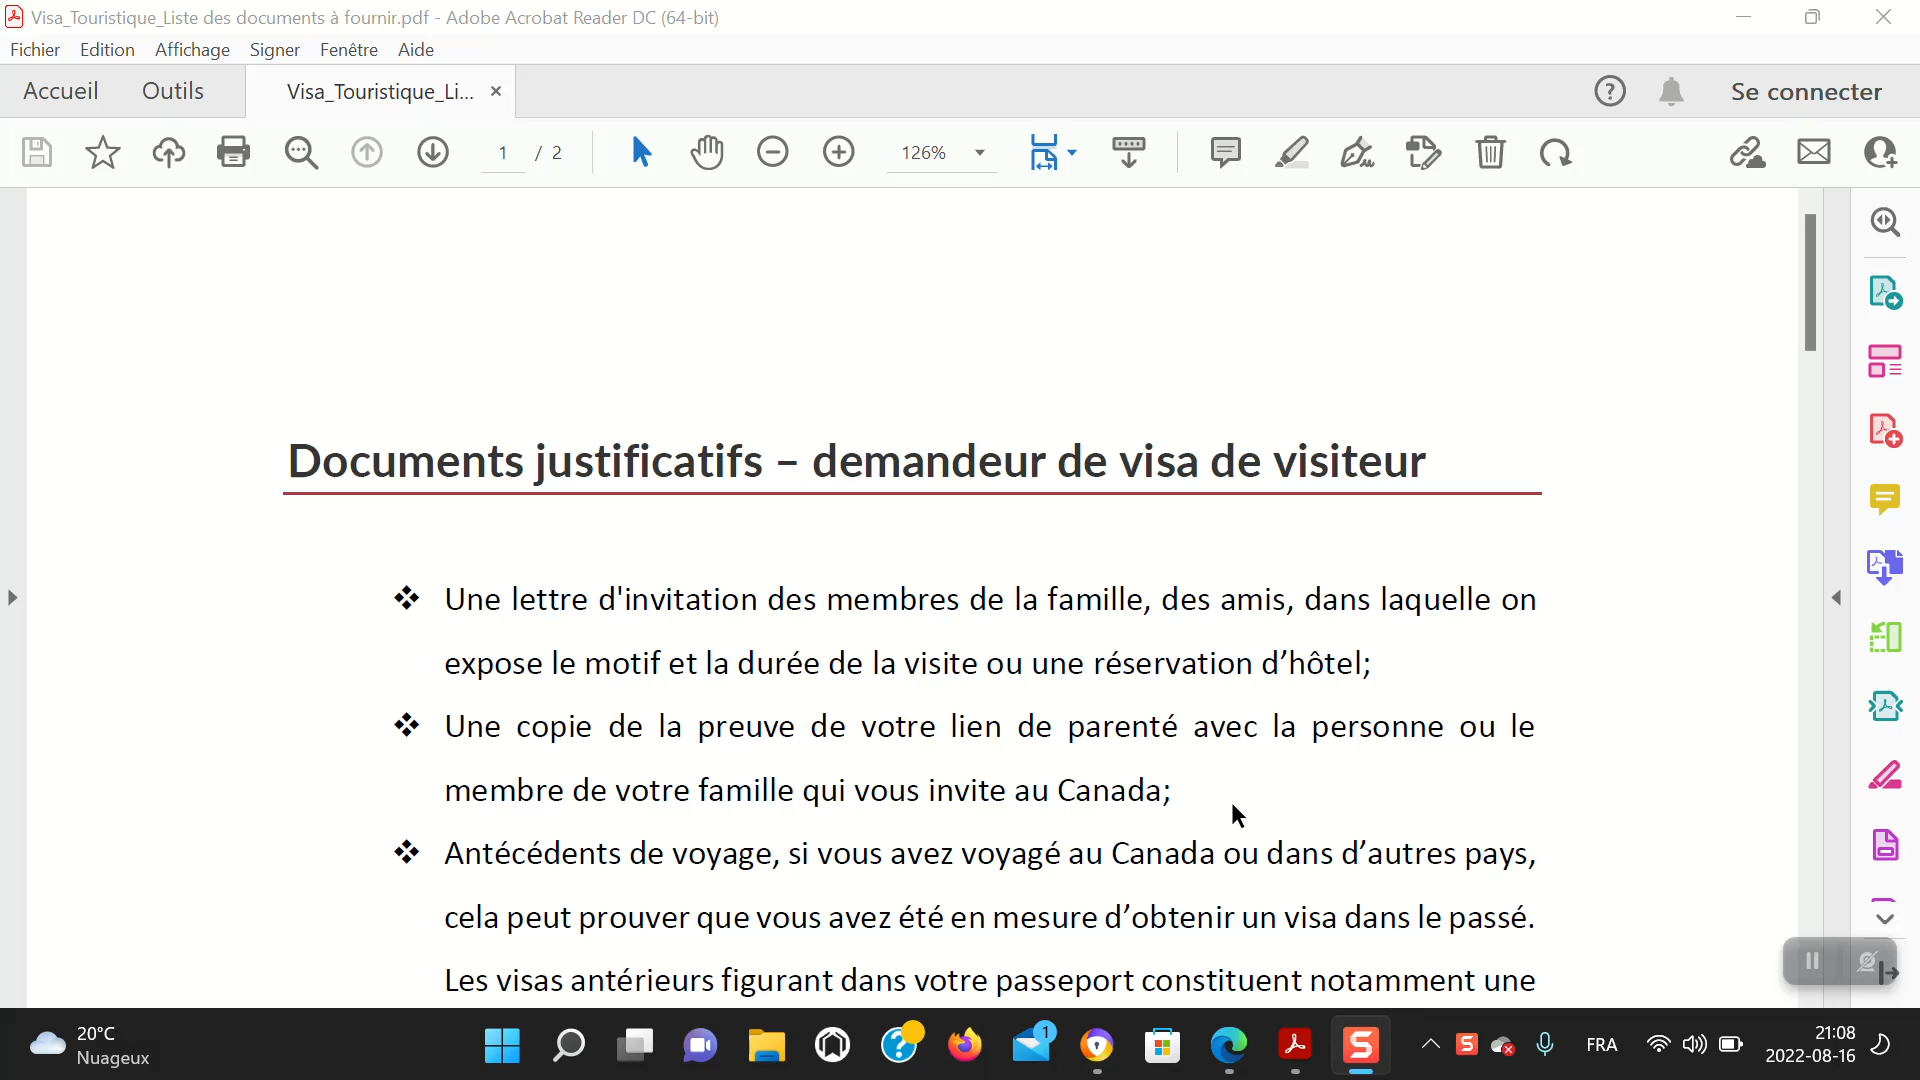 Visa_Touristique_Liste des documents à fournir.pdf - Adobe Acrobat Reader DC (64-bit)
Fichier Edition Affichage Signer Fenêtre Aide
Accueil Outils Visa_Touristique_Li... × Se connecter
1 / 2 126%
Documents justificatifs – demandeur de visa de visiteur
❖ Une lettre d'invitation des membres de la famille, des amis, dans laquelle on
expose le motif et la durée de la visite ou une réservation d’hôtel;
❖ Une copie de la preuve de votre lien de parenté avec la personne ou le
membre de votre famille qui vous invite au Canada;
❖ Antécédents de voyage, si vous avez voyagé au Canada ou dans d’autres pays,
cela peut prouver que vous avez été en mesure d’obtenir un visa dans le passé.
Les visas antérieurs figurant dans votre passeport constituent notamment une
20°C
Nuageux
1
FRA
21:08
2022-08-16